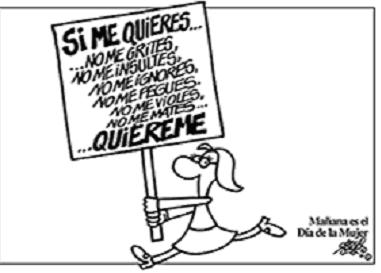 SI ME QUIERES...
...NO ME GRITES,
NO ME INSULTES,
NO ME IGNORES,
NO ME PEGUES,
NO ME VIOLES,
NO ME MATES...
...QUIÉREME
Mañana es el
Día de la Mujer